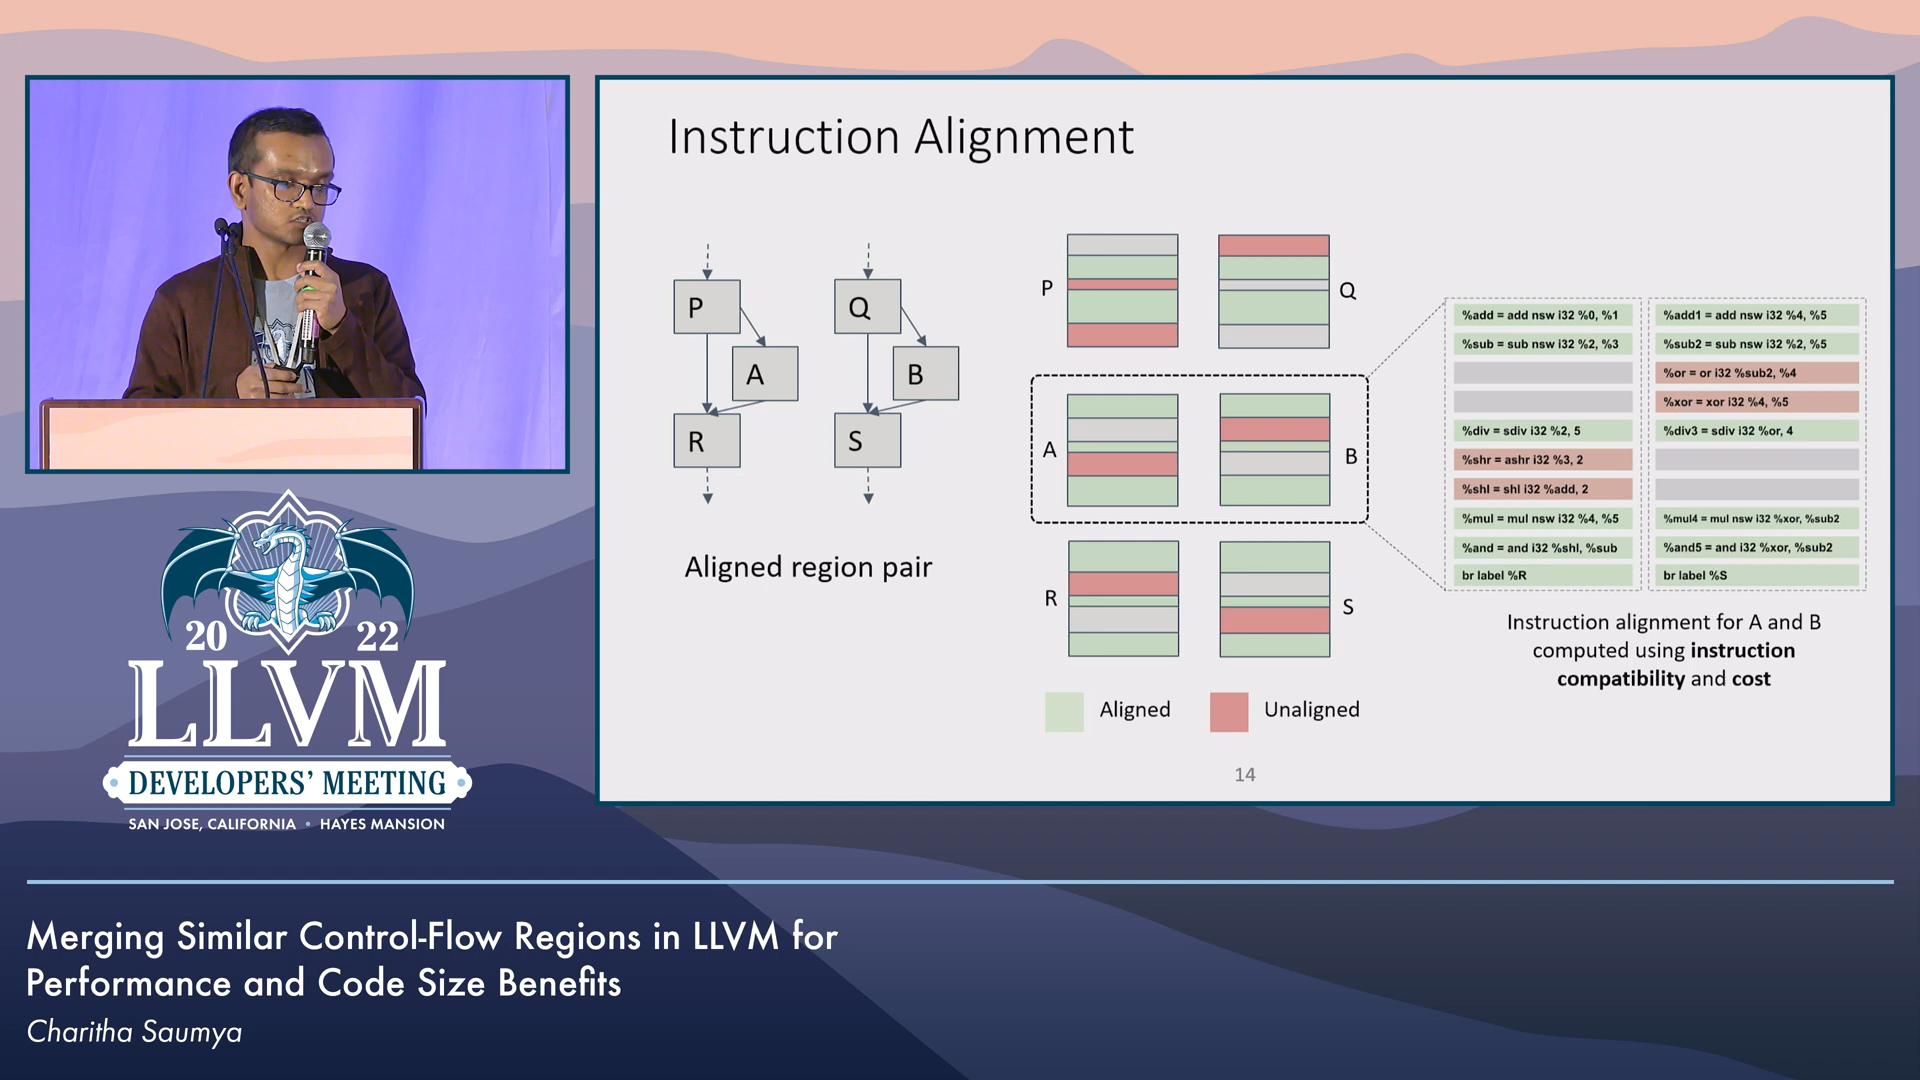 Instruction Alignment
P
A
R
Q
B
S
Aligned region pair
P
Q
A
B
R
S
Aligned
Unaligned
%add = add nsw i32 %0, %1
%sub = sub nsw i32 %2, %3
%div = sdiv i32 %2, 5
%shr = ashr i32 %3, 2
%shl = shl i32 %add, 2
%mul = mul nsw i32 %4, %5
%and = and i32 %shl, %sub
br label %R
%add1 = add nsw i32 %4, %5
%sub2 = sub nsw i32 %2, %5
%or = or i32 %sub2, %4
%xor = xor i32 %4, %5
%div3 = sdiv i32 %or, 4
%mul4 = mul nsw i32 %xor, %sub2
%and5 = and i32 %xor, %sub2
br label %S
Instruction alignment for A and B
computed using instruction
compatibility and cost
14
20 22
LLVM
DEVELOPERS' MEETING
SAN JOSE, CALIFORNIA • HAYES MANSION
Merging Similar Control-Flow Regions in LLVM for
Performance and Code Size Benefits
Charitha Saumya